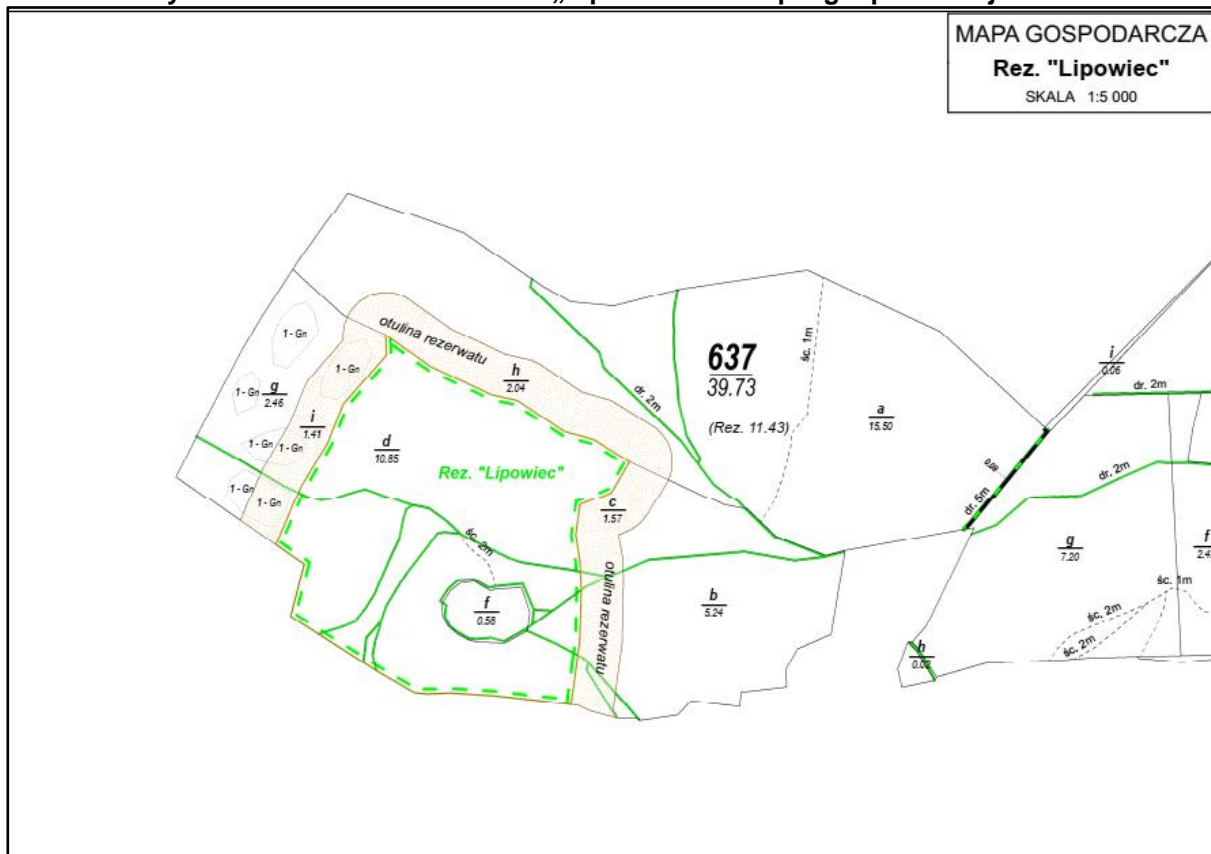 MAPA GOSPODARCZA
Rez. "Lipowiec"
SKALA 1:5 000
otulina rezerwatu
1 - Gn
1 - Gn
1 - Gn
g
2.46
h
2.04
i
1.41
1 - Gn
1 - Gn
1 - Gn
1 - Gn
d
10.85
Rez. "Lipowiec"
c
1.57
otulina rezerwatu
śc. 2m
f
0.58
dr. 2m
637
39.73
(Rez. 11.43)
śc. 1m
a
15.50
b
5.24
i
0.06
dr. 2m
0.09
dr. 5m
dr. 2m
g
7.20
f
śc. 1m
śc. 2m
śc. 2m
h
0.02